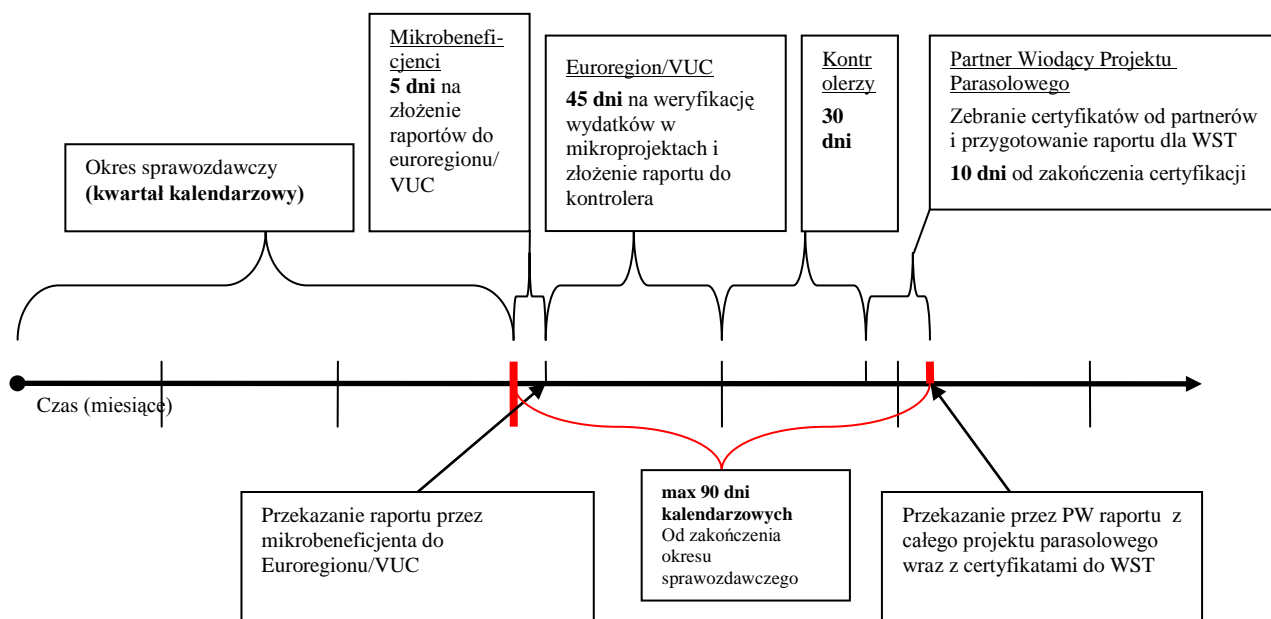 Mikrobenefi-
cjenci
5 dni na
złożenie
raportów do
euroregionu/
VUC
Euroregion/VUC
45 dni na weryfikację
wydatków w
mikroprojektach i
złożenie raportu do
kontrolera
Kontr
olerzy
30
dni
Partner Wiodący Projektu
Parasolowego
Zebranie certyfikatów od partnerów
i przygotowanie raportu dla WST
10 dni od zakończenia certyfikacji
Okres sprawozdawczy
(kwartał kalendarzowy)
Czas (miesiące)
Przekazanie raportu przez
mikrobeneficjenta do
Euroregionu/VUC
max 90 dni
kalendarzowych
Od zakończenia
okresu
sprawozdawczego
Przekazanie przez PW raportu z
całego projektu parasolowego
wraz z certyfikatami do WST